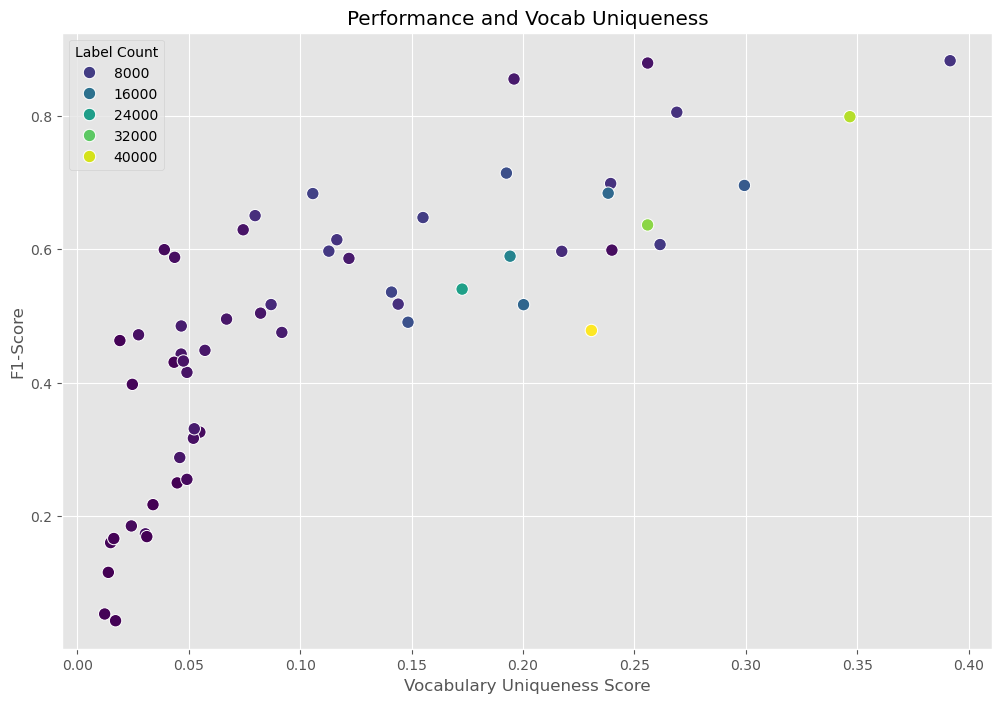 Performance and Vocab Uniqueness
Label Count
8000
16000
24000
32000
40000
F1-Score
0.8
0.6
0.4
0.2
0.00 0.05 0.10 0.15 0.20 0.25 0.30 0.35 0.40
Vocabulary Uniqueness Score